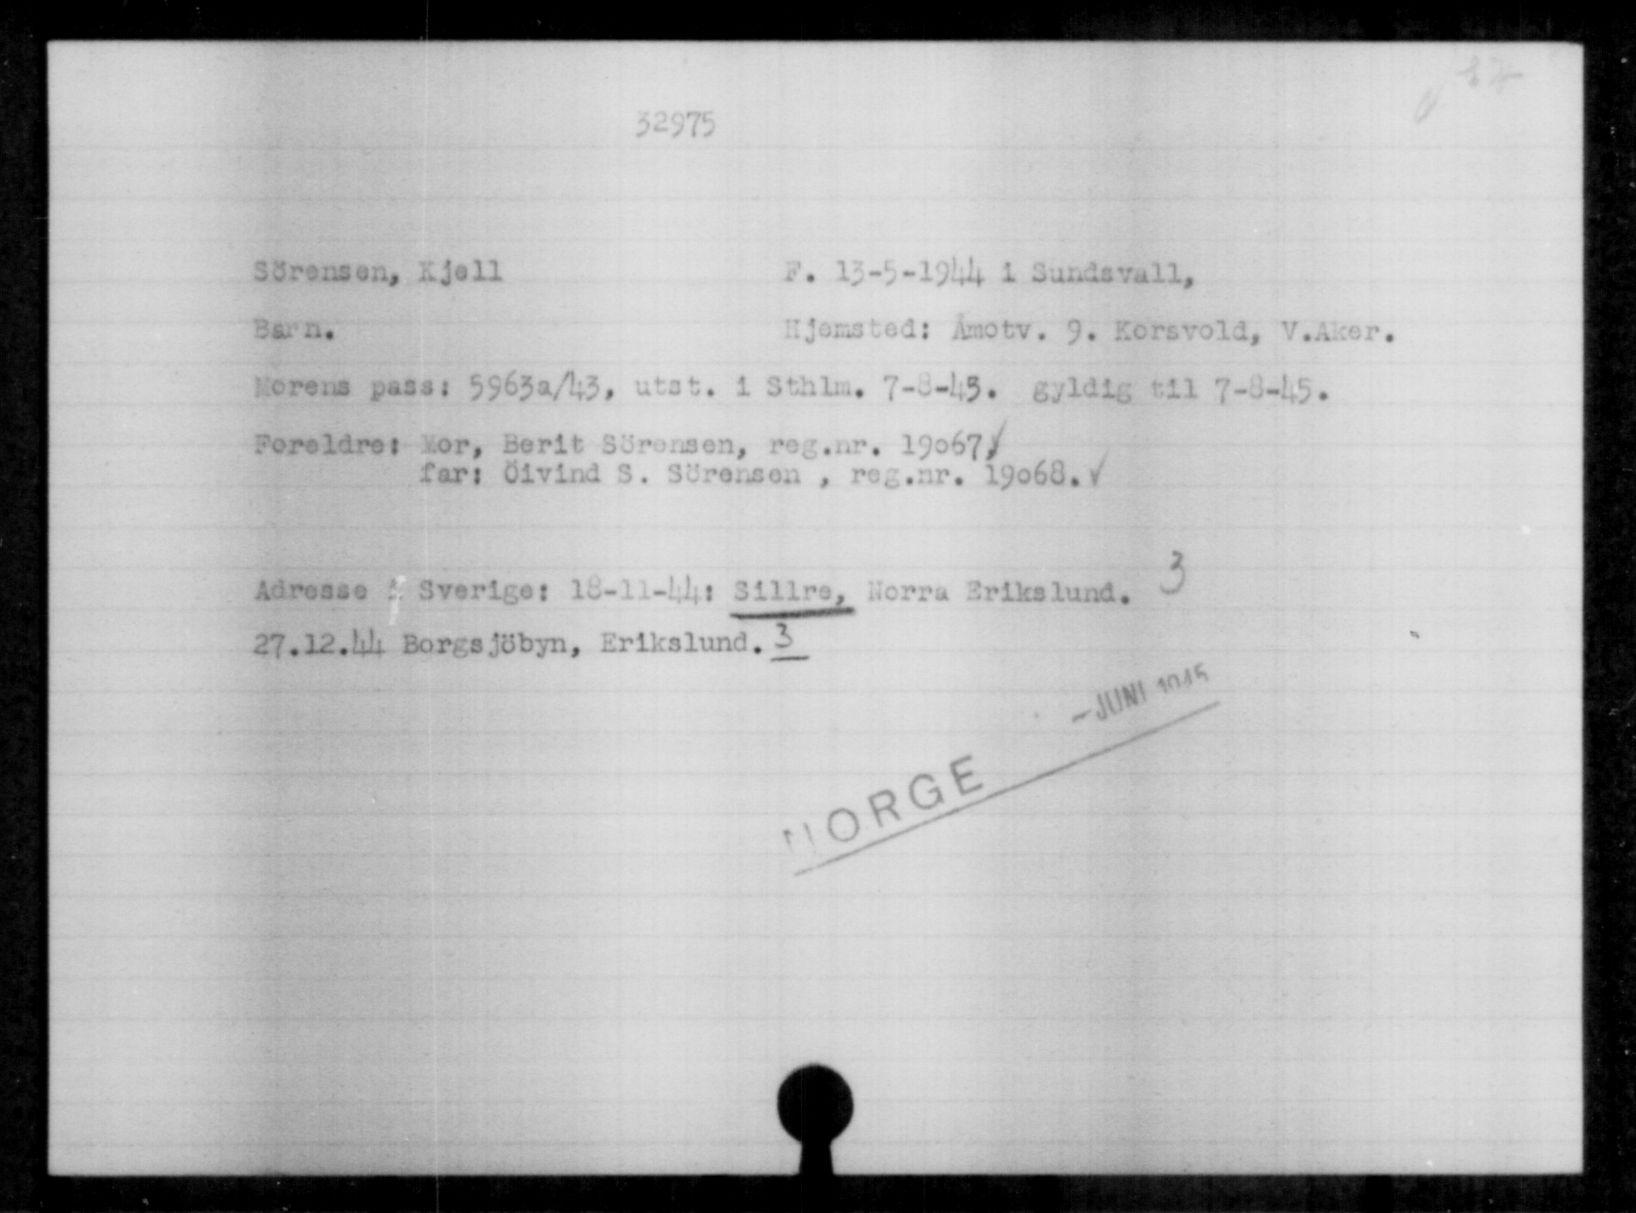 32975
Sörensen, Kjell F. 13-5-1944 i Sundsvall,
Barn. Hjemsted: Åmotv. 9. Korsvold, V.Aker.
Morens pass: 5963a/43, utst. i Sthlm. 7-8-43. gyldig til 7-8-45.
Foreldre: Mor, Berit Sörensen, reg.nr. 19o67,
far: Öivind S. Sörensen , reg.nr. 19o68.
Adresse i Sverige: 18-11-44: Sillre, Norra Erikslund. 3
27.12.44 Borgsjöbyn, Erikslund. 3
-JUNI 1945
NORGE